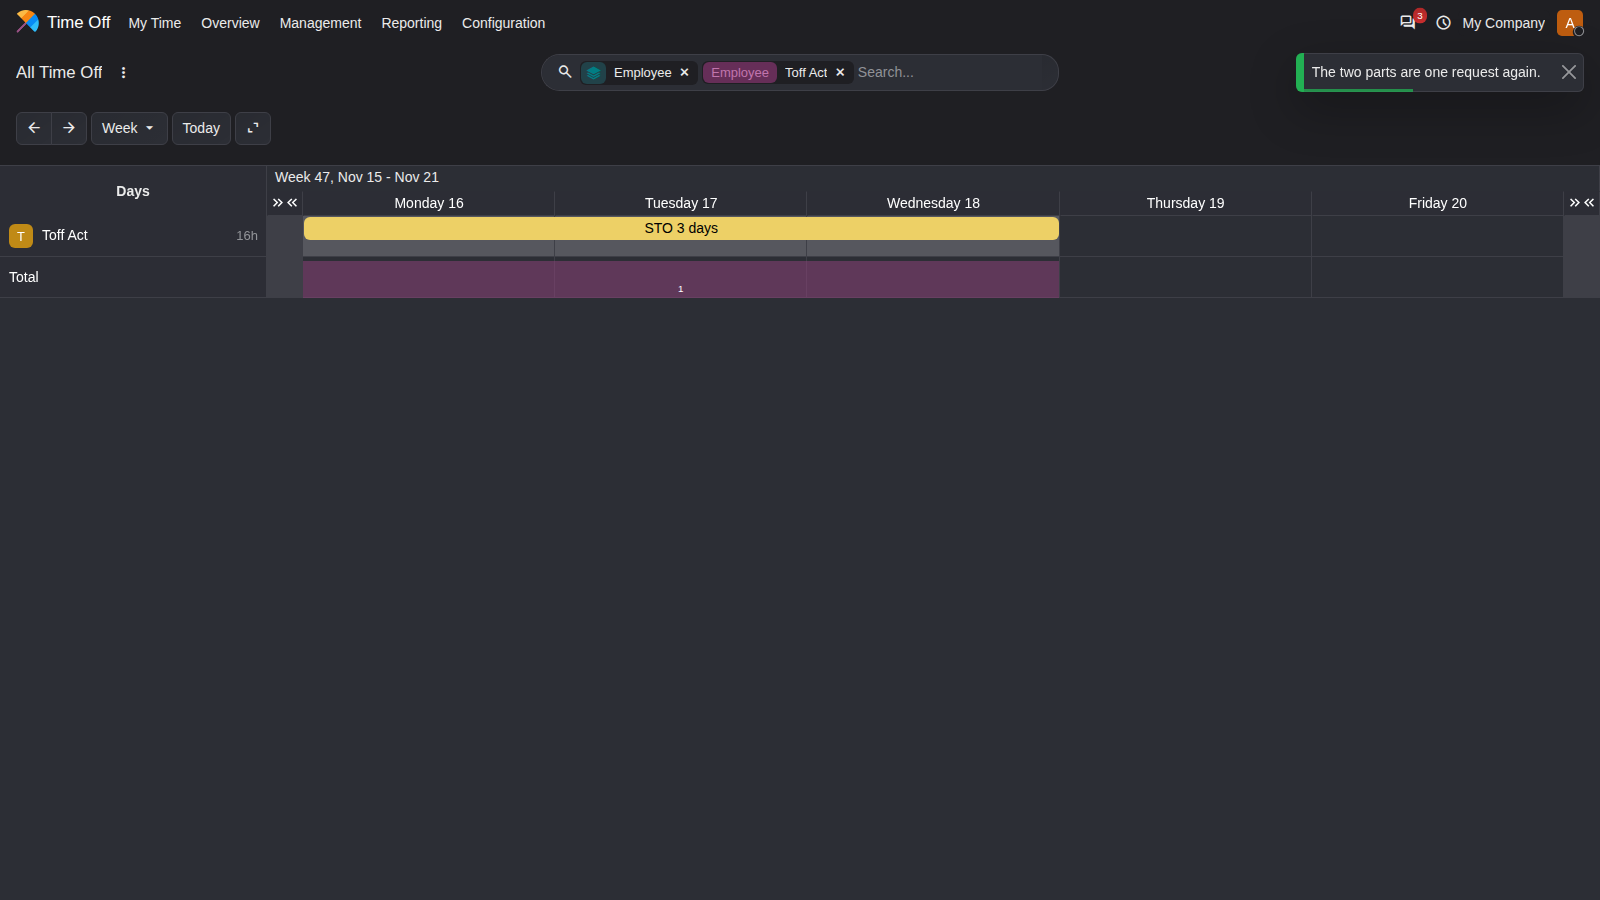 Time Off My Time Overview Management Reporting Configuration 3 My Company A
All Time Off Employee × Employee Toff Act × Search... The two parts are one request again.
Week Today
Days Week 47, Nov 15 - Nov 21
Monday 16 Tuesday 17 Wednesday 18 Thursday 19 Friday 20
T Toff Act 16h STO 3 days
Total 1